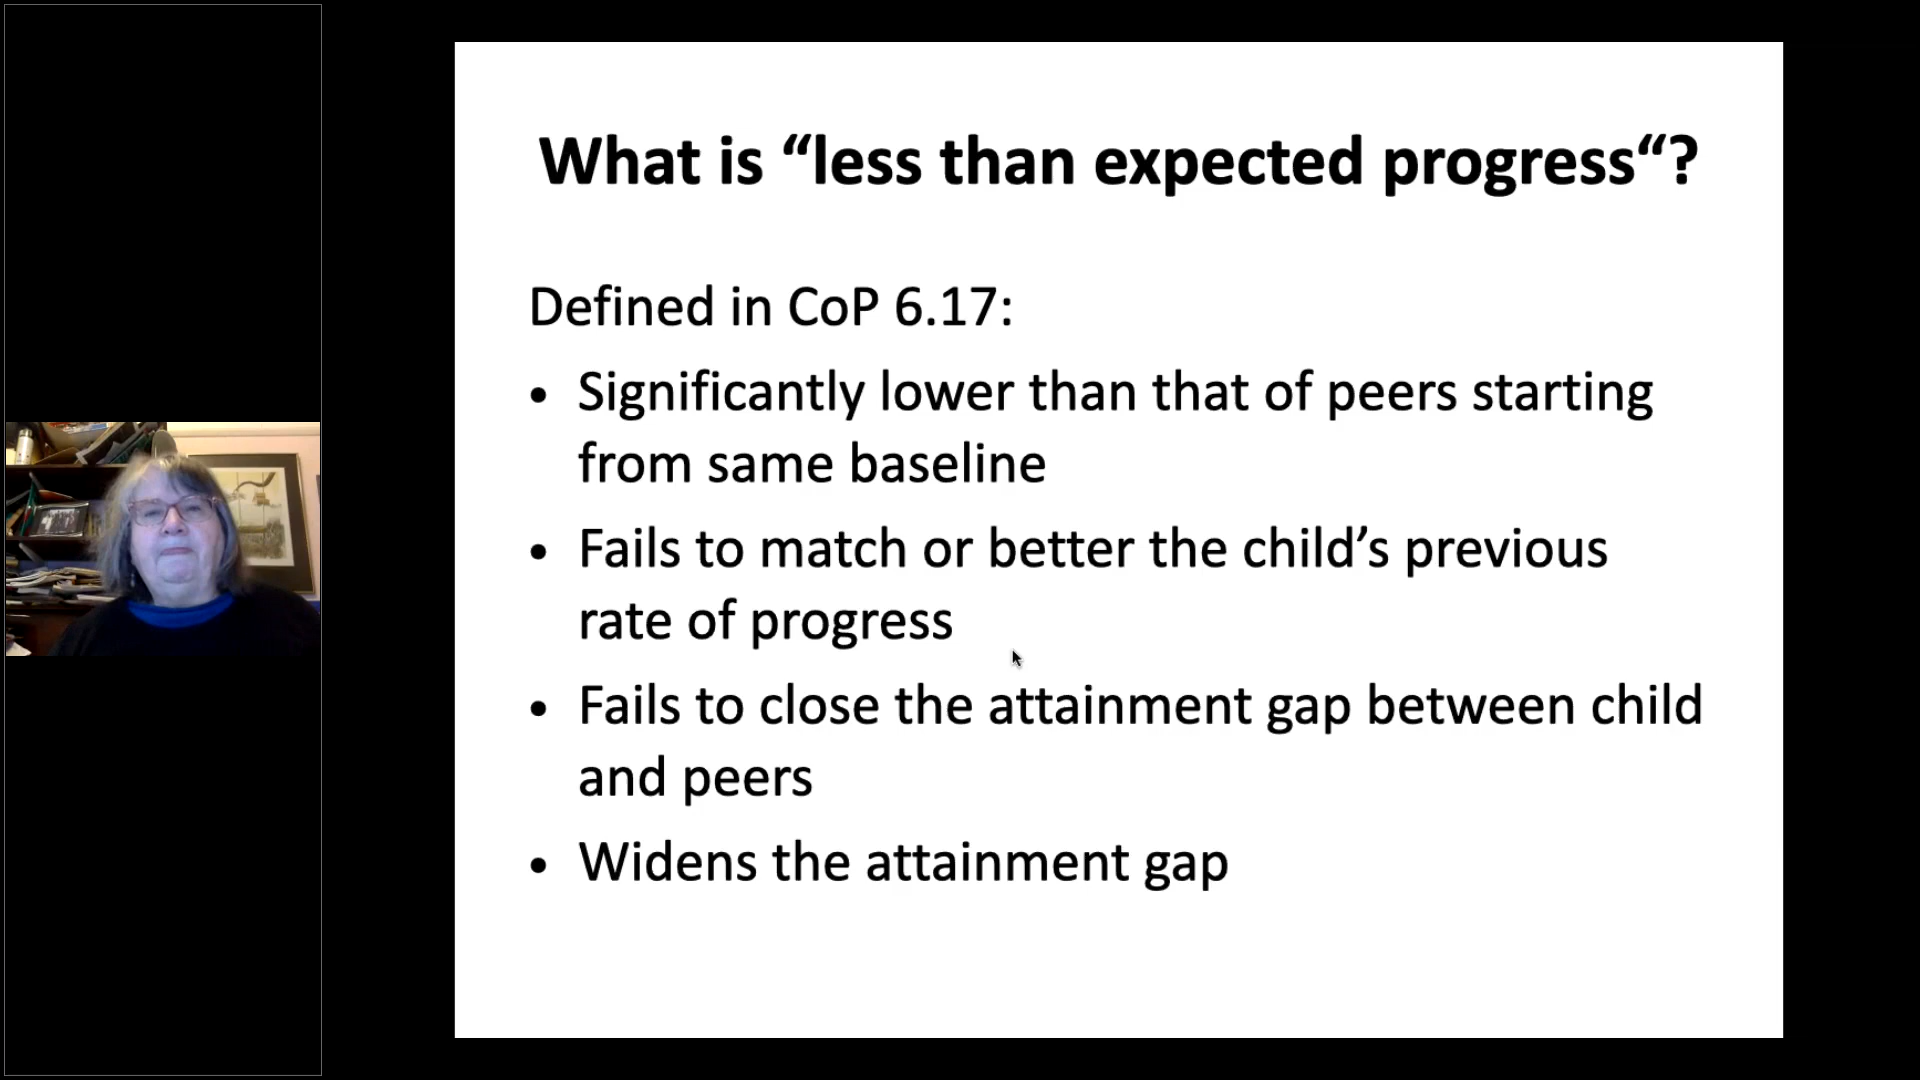 What is “less than expected progress“?
Defined in CoP 6.17:
• Significantly lower than that of peers starting
from same baseline
• Fails to match or better the child’s previous
rate of progress
• Fails to close the attainment gap between child
and peers
• Widens the attainment gap